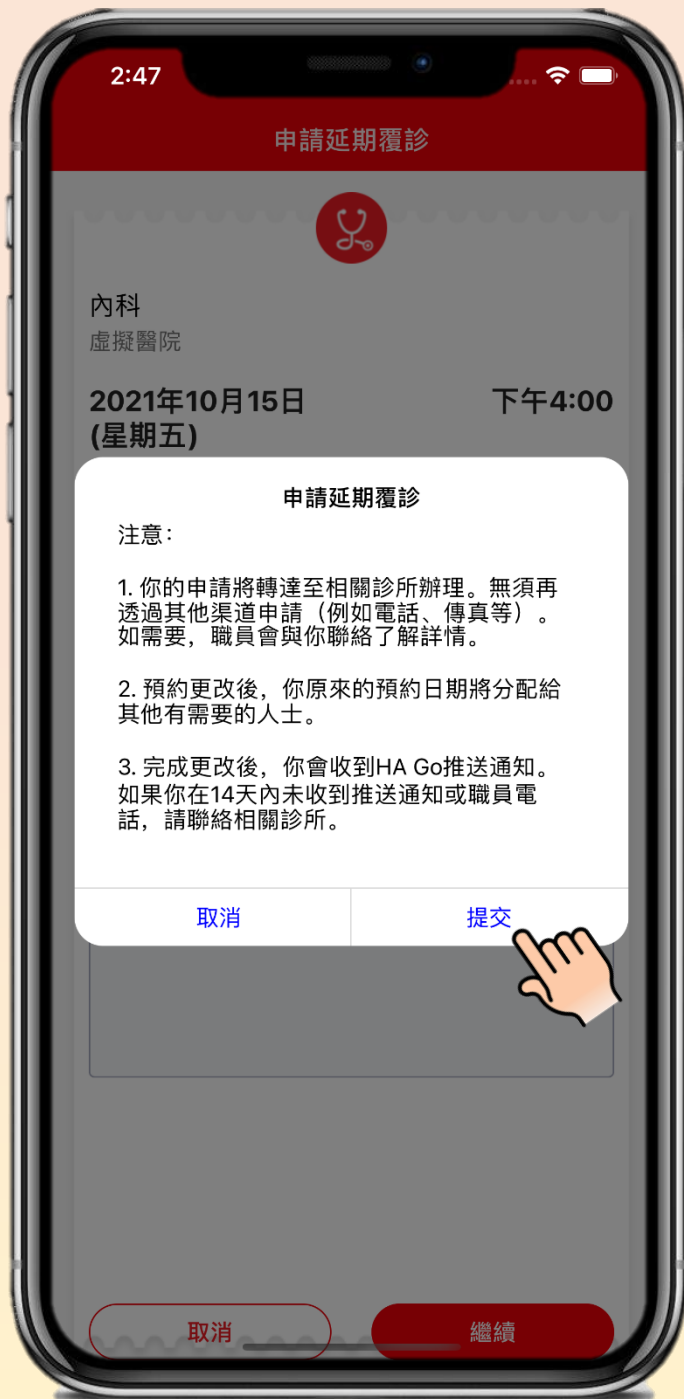 2:47
申請延期覆診
內科
虛擬醫院
2021年10月15日
下午4:00
(星期五)
申請延期覆診
注意：
1. 你的申請將轉達至相關診所辦理。無須再
透過其他渠道申請（例如電話、傳真等）。
如需要，職員會與你聯絡了解詳情。
2. 預約更改後，你原來的預約日期將分配給
其他有需要的人士。
3. 完成更改後，你會收到HA Go推送通知。
如果你在14天內未收到推送通知或職員電
話，請聯絡相關診所。
取消
提交
取消
繼續